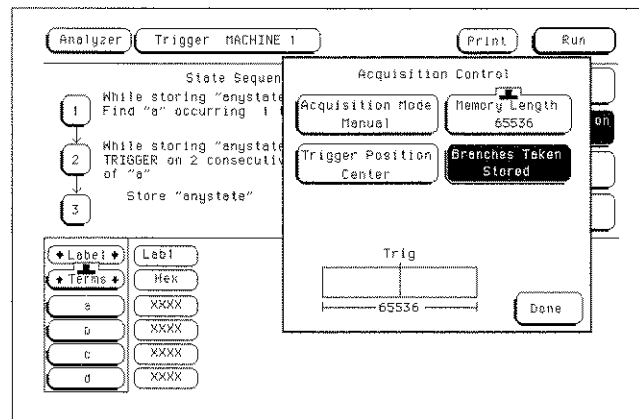 Analyzer
Trigger MACHINE 1
Print
Run
State Sequen
1
While storing "anystate
Find "a" occurring 1 t
2
While storing "anystate
TRIGGER on 2 consecutiv
of "a"
3
Store "anystate"
Acquisition Control
Acquisition Mode
Manual
Memory Length
65536
Trigger Position
Center
Branches Taken
Stored
on
Trig
65536
Done
Label
Lab1
Terms
Hex
a
XXXX
b
XXXX
c
XXXX
d
XXXX